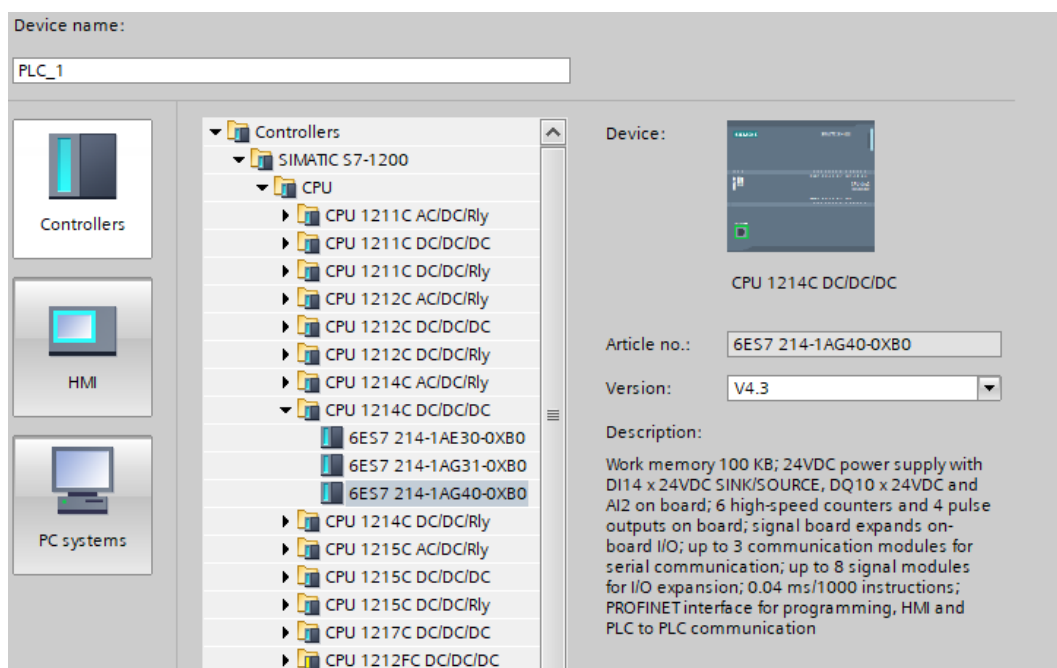 Device name:
PLC_1
Controllers
HMI
PC systems
Controllers
SIMATIC S7-1200
CPU
CPU 1211C AC/DC/Rly
CPU 1211C DC/DC/DC
CPU 1211C DC/DC/Rly
CPU 1212C AC/DC/Rly
CPU 1212C DC/DC/DC
CPU 1212C DC/DC/Rly
CPU 1214C AC/DC/Rly
CPU 1214C DC/DC/DC
6ES7 214-1AE30-0XB0
6ES7 214-1AG31-0XB0
6ES7 214-1AG40-0XB0
CPU 1214C DC/DC/Rly
CPU 1215C AC/DC/Rly
CPU 1215C DC/DC/DC
CPU 1215C DC/DC/Rly
CPU 1217C DC/DC/DC
CPU 1212FC DC/DC/DC
Device:
CPU 1214C DC/DC/DC
Article no.: 6ES7 214-1AG40-0XB0
Version: V4.3
Description:
Work memory 100 KB; 24VDC power supply with
DI14 x 24VDC SINK/SOURCE, DQ10 x 24VDC and
AI2 on board; 6 high-speed counters and 4 pulse
outputs on board; signal board expands on-
board I/O; up to 3 communication modules for
serial communication; up to 8 signal modules
for I/O expansion; 0.04 ms/1000 instructions;
PROFINET interface for programming, HMI and
PLC to PLC communication